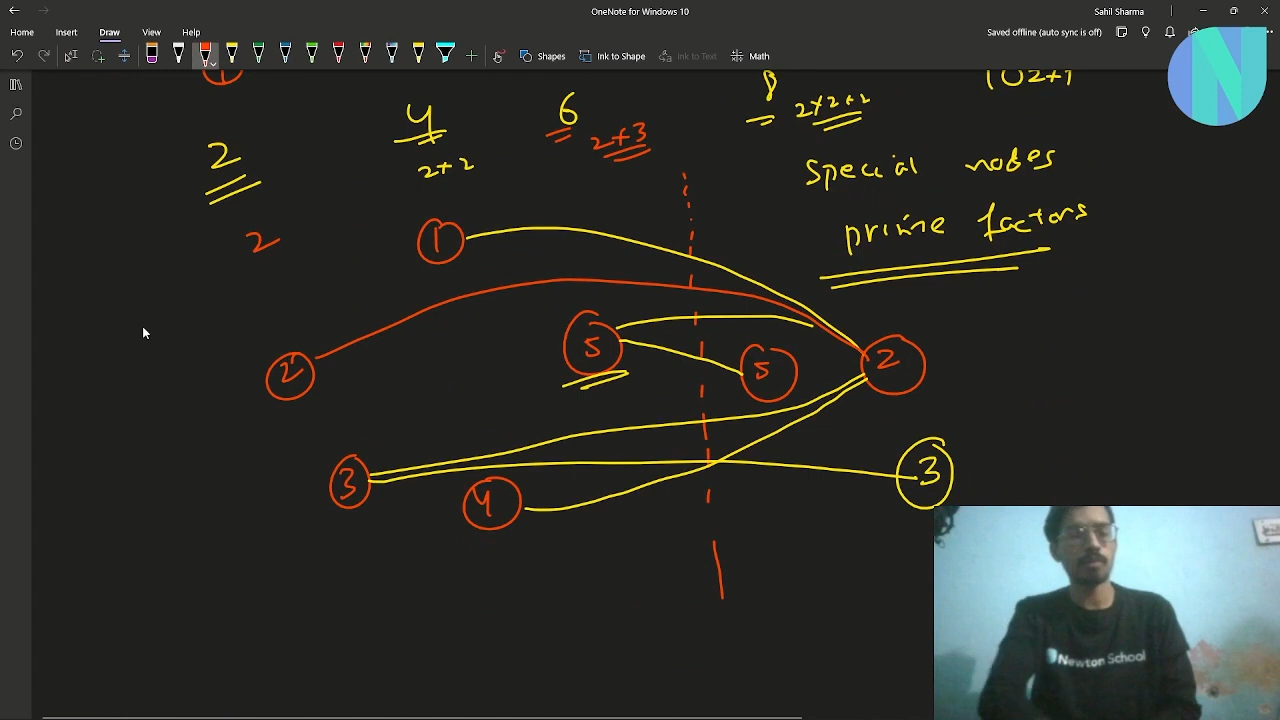 OneNote for Windows 10
Sahil Sharma
Home Insert Draw View Help
Saved offline (auto sync is off)
Shapes Ink to Shape Ink to Text Math
1
4 6 8
2+2+2
2+3
2
2+2
special nodes
prime factors
2
1
5
5
2
2
3
4
3
Newton School